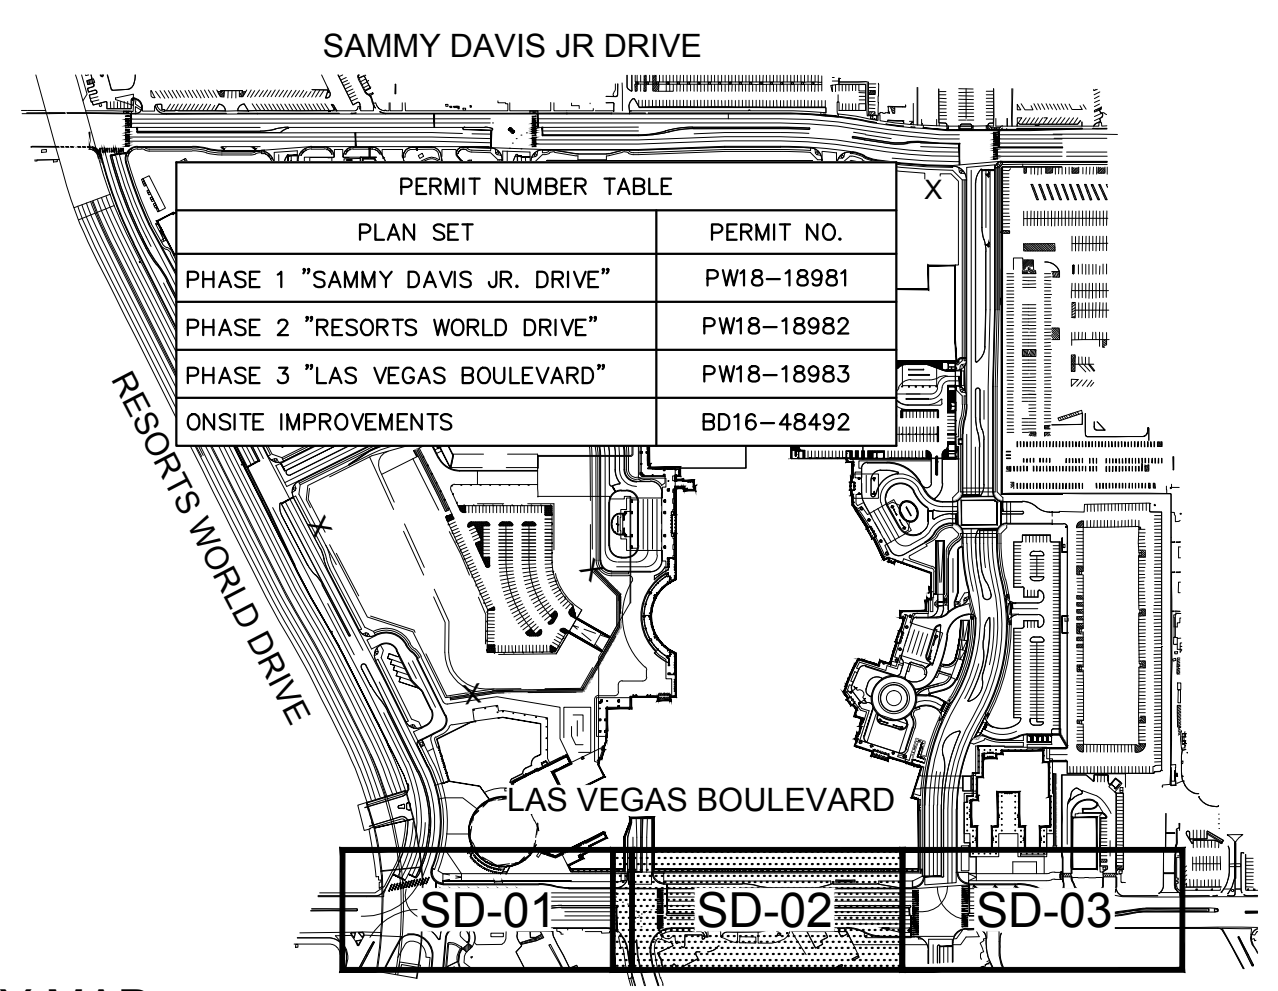 SAMMY DAVIS JR DRIVE
PERMIT NUMBER TABLE
PLAN SET PERMIT NO.
PHASE 1 "SAMMY DAVIS JR. DRIVE" PW18-18981
PHASE 2 "RESORTS WORLD DRIVE" PW18-18982
PHASE 3 "LAS VEGAS BOULEVARD" PW18-18983
ONSITE IMPROVEMENTS BD16-48492
RESORTS WORLD DRIVE
LAS VEGAS BOULEVARD
SD-01 SD-02 SD-03